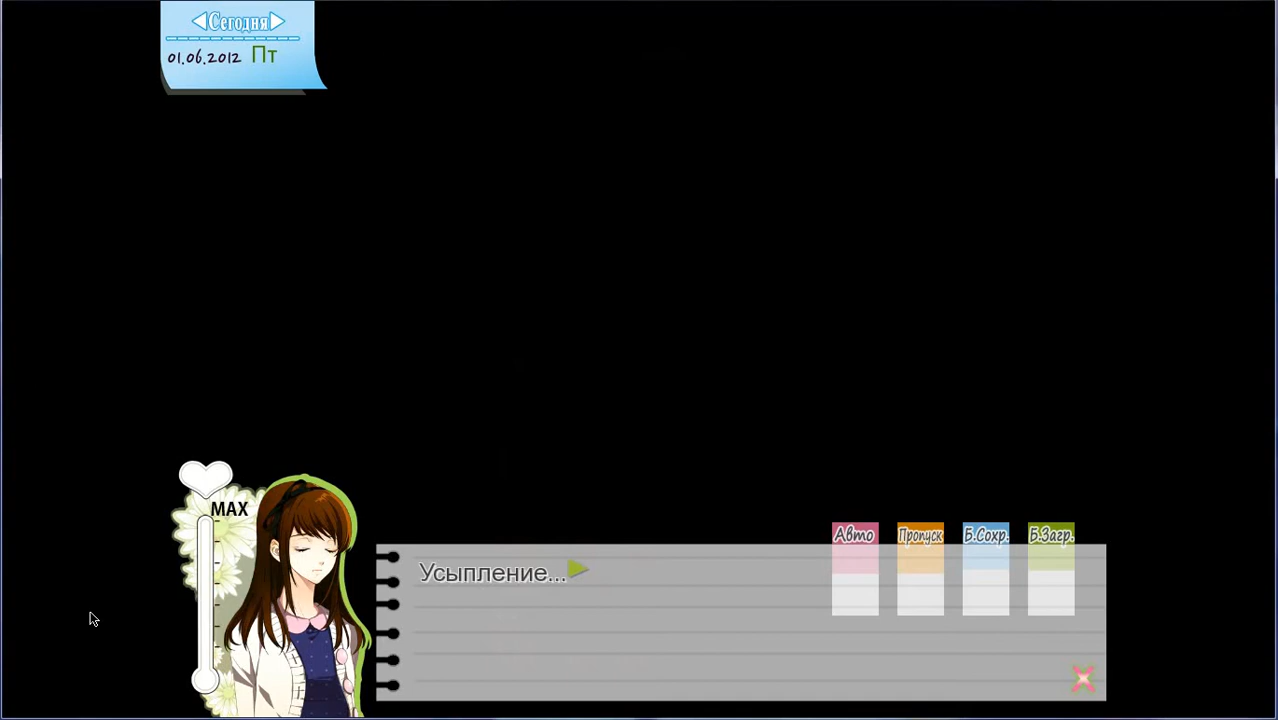 Сегодня
01.06.2012 Пт
MAX
Авто Пропуск Б.Сохр. Б.Загр.
Усыпление...